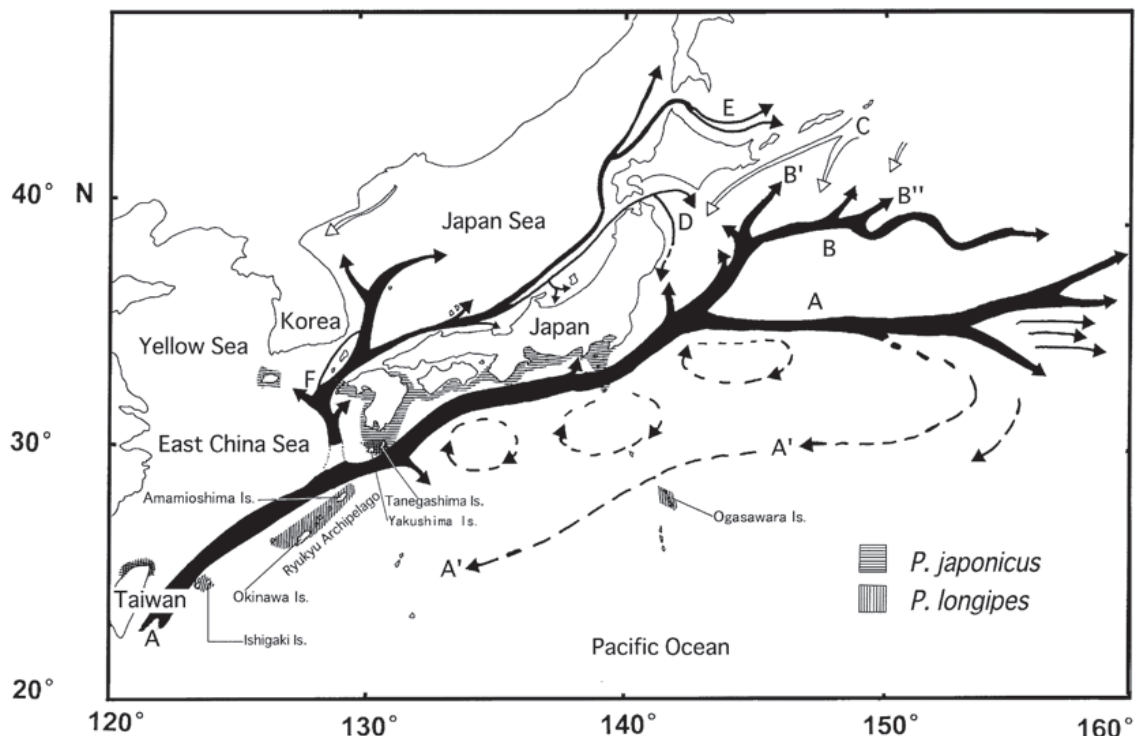 E
C
40° N
B'
B''
Japan Sea
D
B
Korea
Japan
A
Yellow Sea
F
30°
East China Sea
A'
Amamioshima Is.
Tanegashima Is.
Yakushima Is.
Ryukyu Archipelago
Ogasawara Is.
A'
P. japonicus
Taiwan
Okinawa Is.
P. longipes
A
Ishigaki Is.
Pacific Ocean
20°
120° 130° 140° 150° 160°